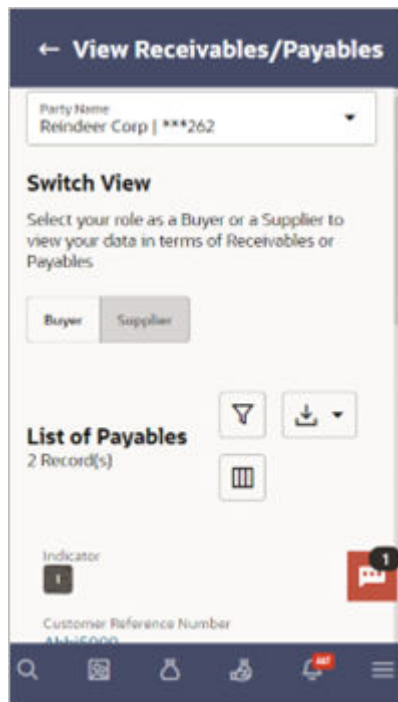 ← View Receivables/Payables
Party Name
Reindeer Corp | ***262
Switch View
Select your role as a Buyer or a Supplier to
view your data in terms of Receivables or
Payables
Buyer Supplier
List of Payables
2 Record(s)
Indicator
I
1
Customer Reference Number